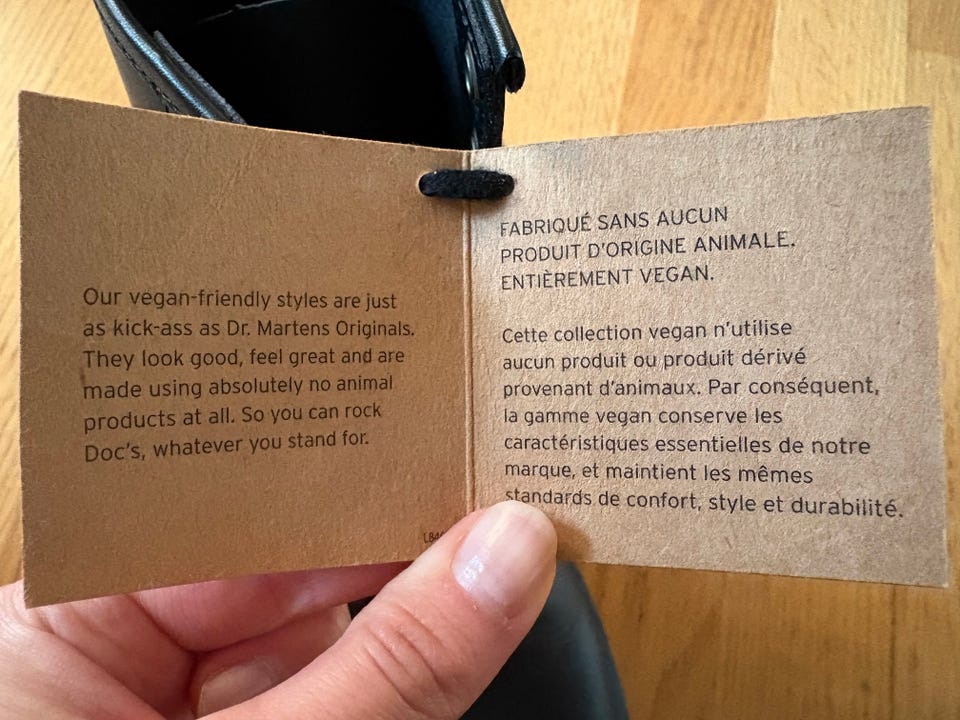 Our vegan-friendly styles are just
as kick-ass as Dr. Martens Originals.
They look good, feel great and are
made using absolutely no animal
products at all. So you can rock
Doc's, whatever you stand for.
FABRIQUÉ SANS AUCUN
PRODUIT D'ORIGINE ANIMALE.
ENTIÈREMENT VEGAN.
Cette collection vegan n'utilise
aucun produit ou produit dérivé
provenant d'animaux. Par conséquent,
la gamme vegan conserve les
caractéristiques essentielles de notre
marque, et maintient les mêmes
standards de confort, style et durabilité.